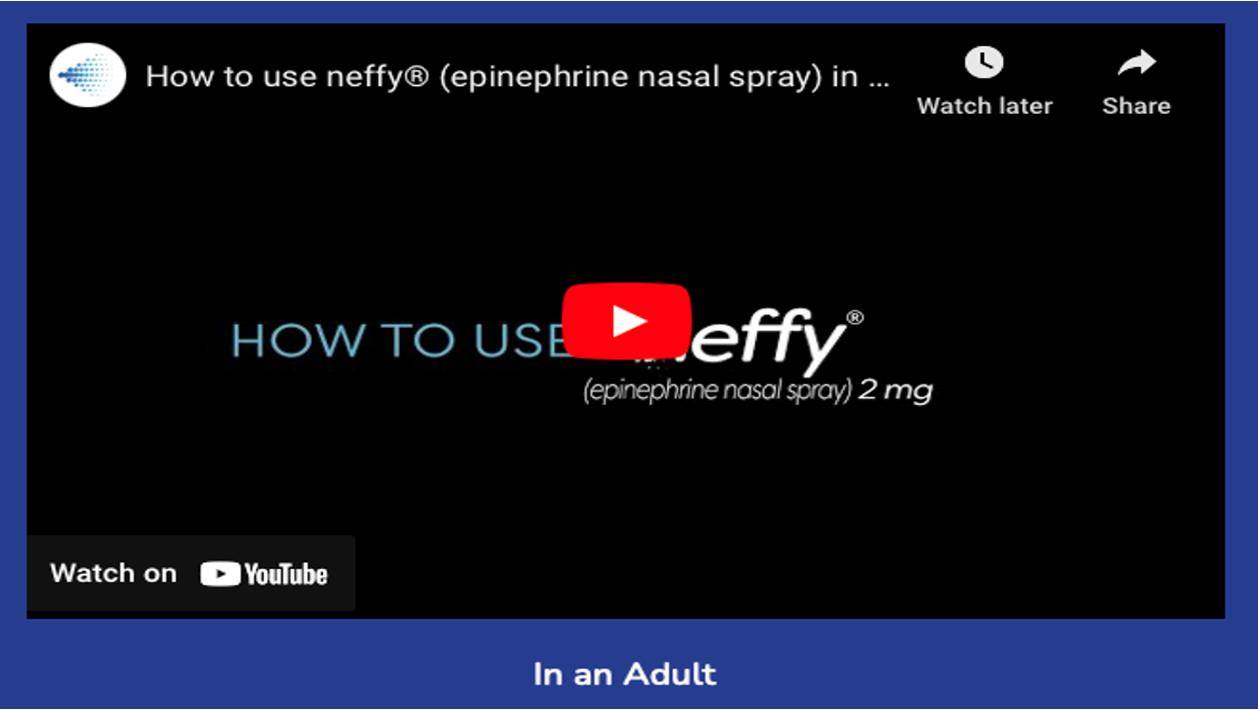 How to use neffy® (epinephrine nasal spray) in ...
Watch later
Share
HOW TO USE neffy®
(epinephrine nasal spray) 2 mg
Watch on YouTube
In an Adult